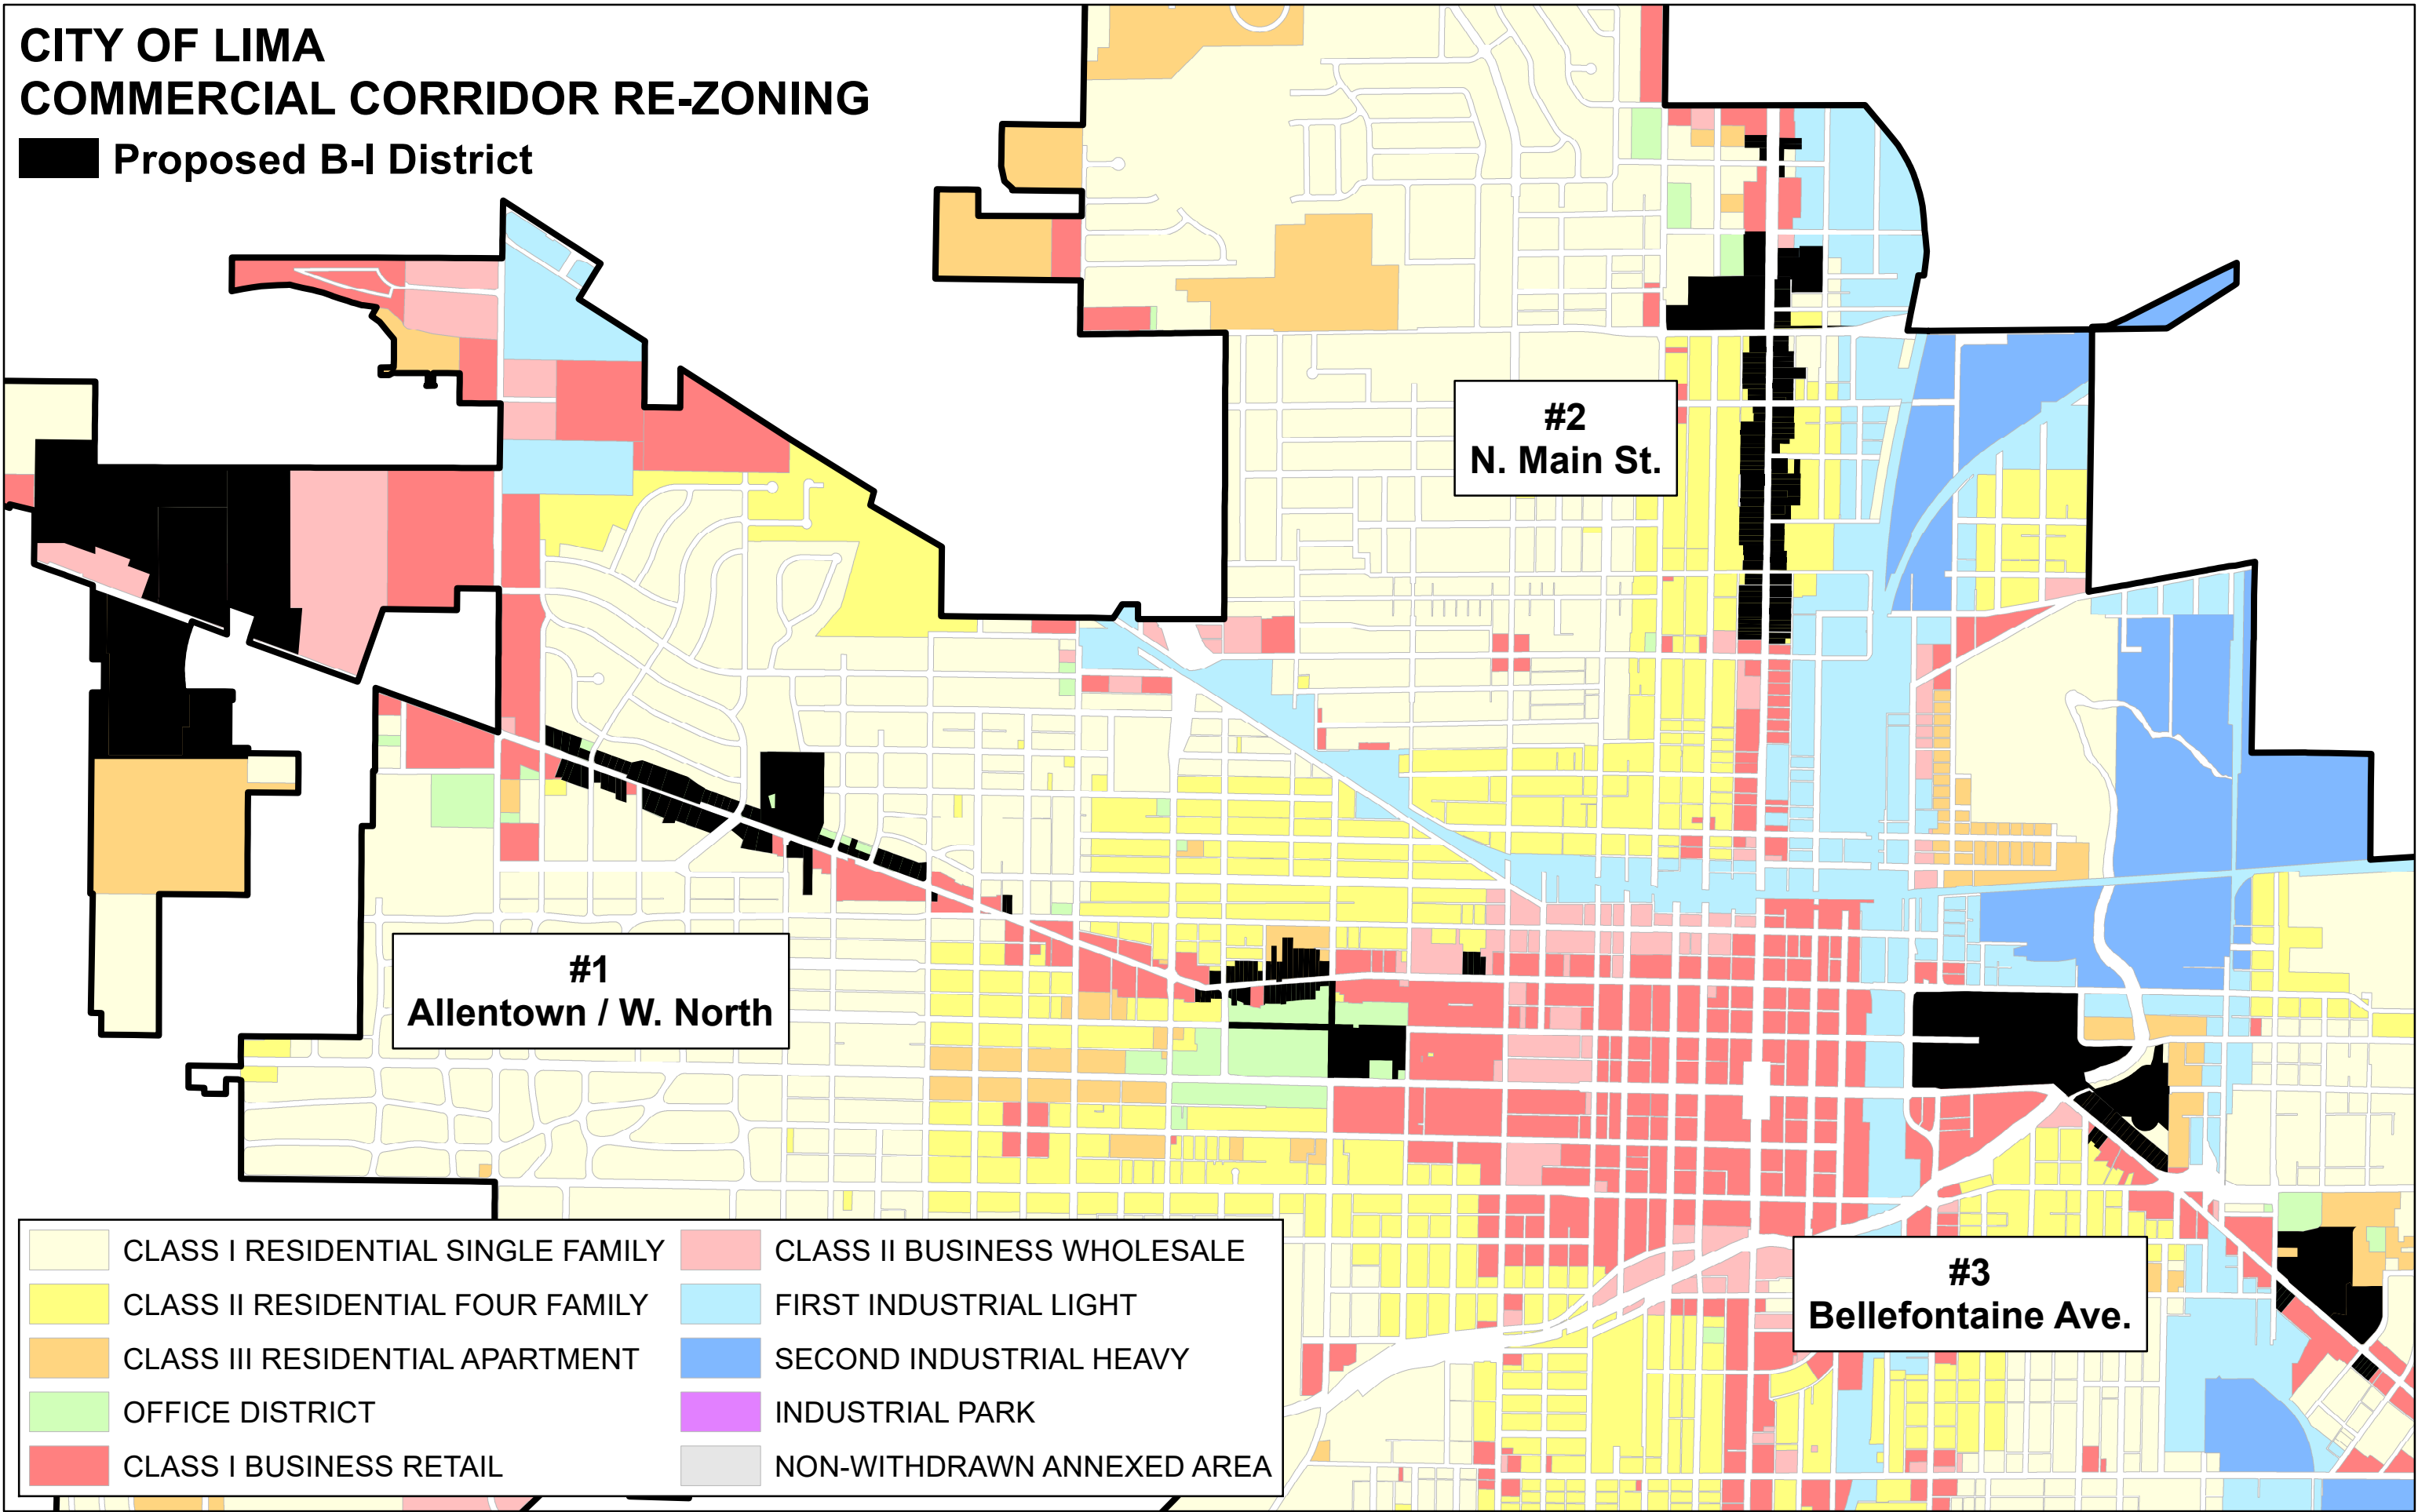 CITY OF LIMA
COMMERCIAL CORRIDOR RE-ZONING
Proposed B-I District
#2
N. Main St.
#1
Allentown / W. North
#3
Bellefontaine Ave.
CLASS I RESIDENTIAL SINGLE FAMILY
CLASS II RESIDENTIAL FOUR FAMILY
CLASS III RESIDENTIAL APARTMENT
OFFICE DISTRICT
CLASS I BUSINESS RETAIL
CLASS II BUSINESS WHOLESALE
FIRST INDUSTRIAL LIGHT
SECOND INDUSTRIAL HEAVY
INDUSTRIAL PARK
NON-WITHDRAWN ANNEXED AREA